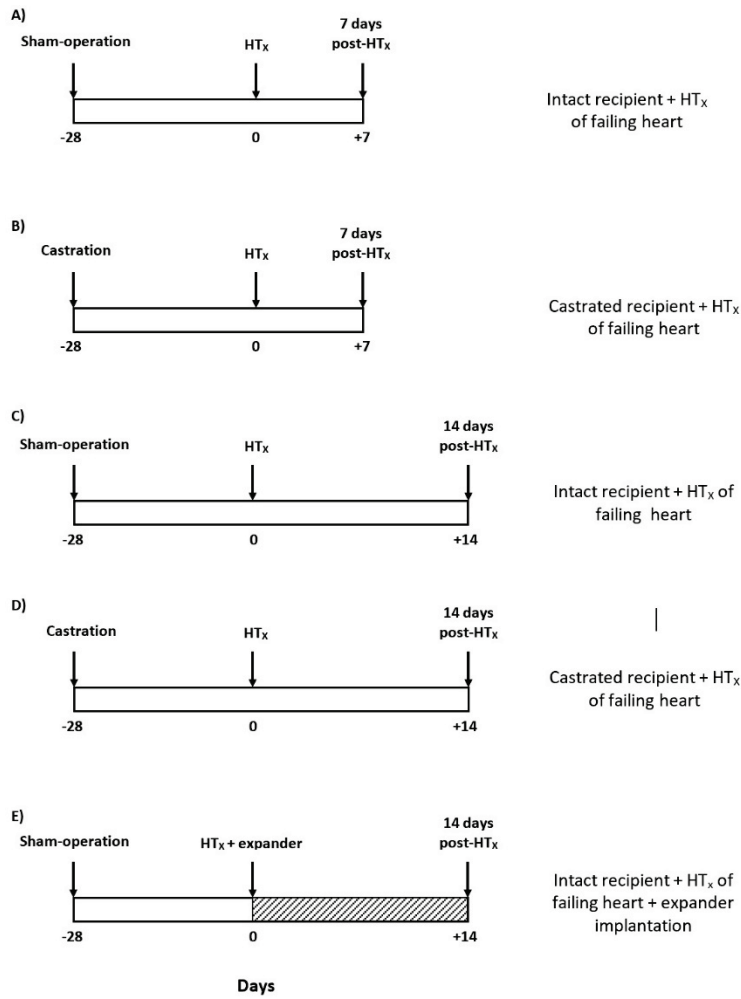 A)
Sham-operation
HTx
7 days
post-HTx
-28
0
+7
Intact recipient + HTx
of failing heart
B)
Castration
HTx
7 days
post-HTx
-28
0
+7
Castrated recipient + HTx
of failing heart
C)
Sham-operation
HTx
14 days
post-HTx
-28
0
+14
Intact recipient + HTx of
failing heart
D)
Castration
HTx
14 days
post-HTx
-28
0
+14
Castrated recipient + HTx
of failing heart
E)
Sham-operation
HTx + expander
14 days
post-HTx
-28
0
+14
Intact recipient + HTx of
failing heart + expander
implantation
Days